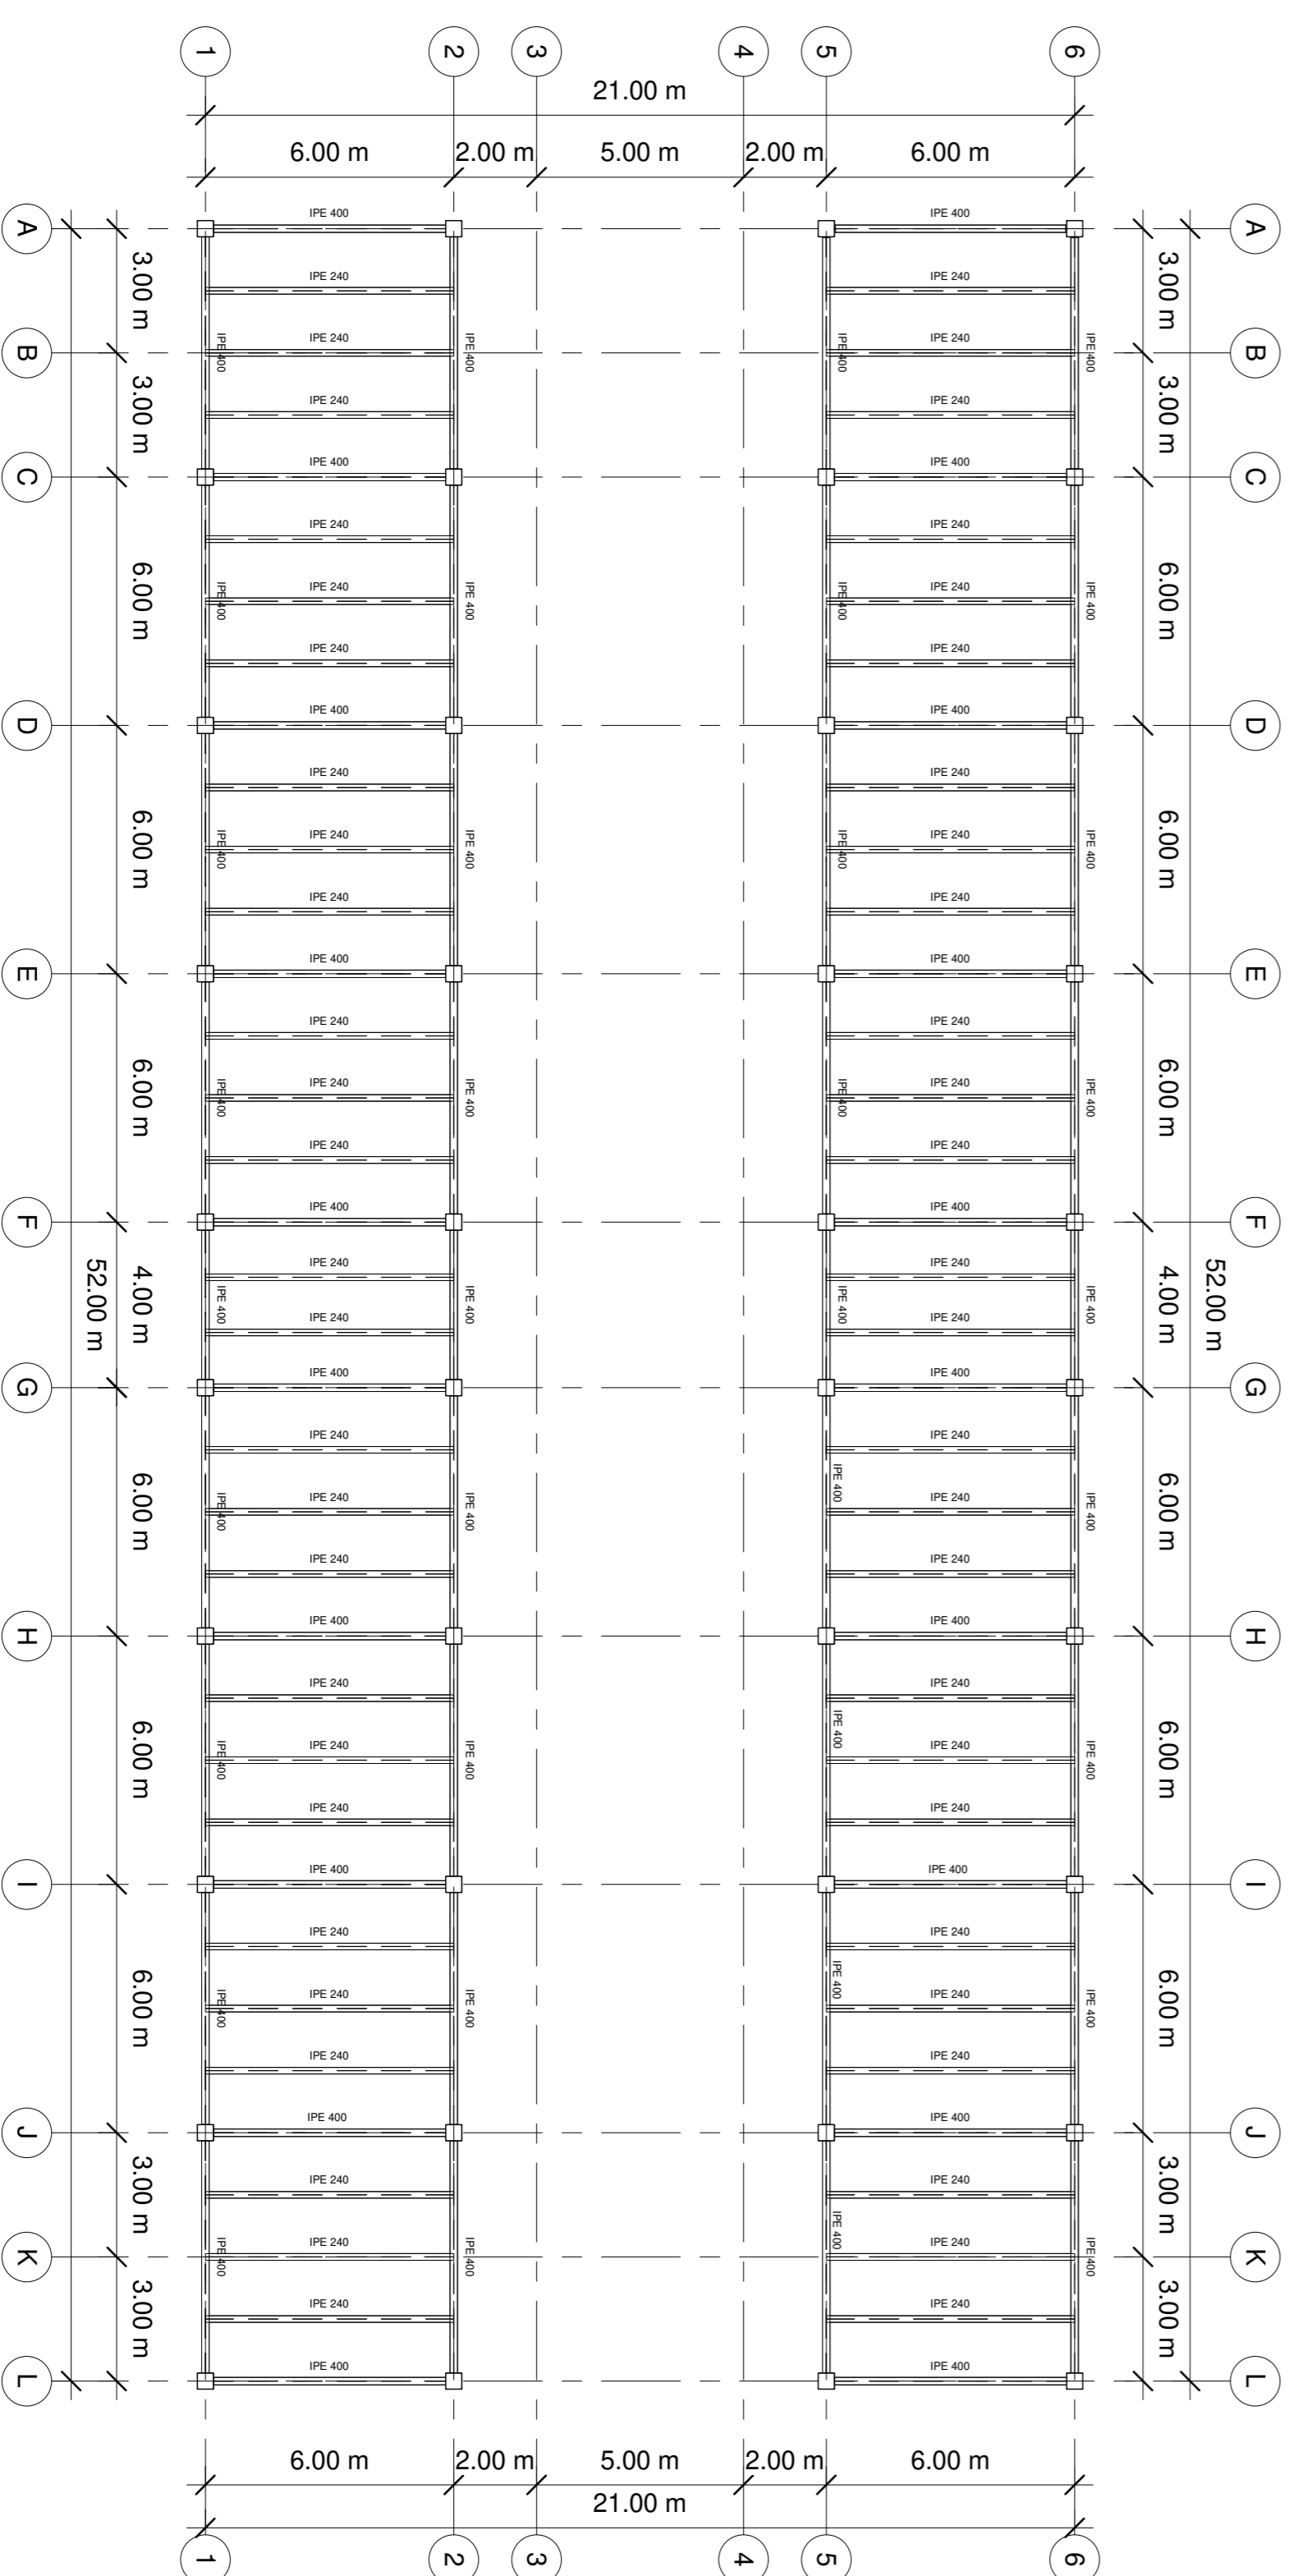 1 2 3 4 5 6
21.00 m
6.00 m 2.00 m 5.00 m 2.00 m 6.00 m
A IPE 400 IPE 400 A
3.00 m IPE 240 IPE 240 3.00 m
B IPE 400 IPE 240 IPE 400 IPE 400 IPE 240 IPE 400 B
3.00 m IPE 240 IPE 240 3.00 m
C IPE 400 IPE 400 C
IPE 240 IPE 240
6.00 m IPE 400 IPE 240 IPE 400 IPE 400 IPE 240 IPE 400 6.00 m
IPE 240 IPE 240
D IPE 400 IPE 400 D
IPE 240 IPE 240
6.00 m IPE 400 IPE 240 IPE 400 IPE 400 IPE 240 IPE 400 6.00 m
IPE 240 IPE 240
E IPE 400 IPE 400 E
IPE 240 IPE 240
6.00 m IPE 400 IPE 240 IPE 400 IPE 400 IPE 240 IPE 400 6.00 m
IPE 240 IPE 240
F IPE 400 IPE 400 F
IPE 240 IPE 240
52.00 m 4.00 m IPE 400 IPE 400 IPE 400 IPE 400 4.00 m 52.00 m
IPE 240 IPE 240
G IPE 400 IPE 400 G
IPE 240 IPE 240
6.00 m IPE 400 IPE 240 IPE 400 IPE 400 IPE 240 IPE 400 6.00 m
IPE 240 IPE 240
H IPE 400 IPE 400 H
IPE 240 IPE 240
6.00 m IPE 400 IPE 240 IPE 400 IPE 400 IPE 240 IPE 400 6.00 m
IPE 240 IPE 240
I IPE 400 IPE 400 I
IPE 240 IPE 240
6.00 m IPE 400 IPE 240 IPE 400 IPE 400 IPE 240 IPE 400 6.00 m
IPE 240 IPE 240
J IPE 400 IPE 400 J
3.00 m IPE 240 IPE 240 3.00 m
K IPE 400 IPE 240 IPE 400 IPE 400 IPE 240 IPE 400 K
3.00 m IPE 240 IPE 240 3.00 m
L IPE 400 IPE 400 L
6.00 m 2.00 m 5.00 m 2.00 m 6.00 m
21.00 m
1 2 3 4 5 6